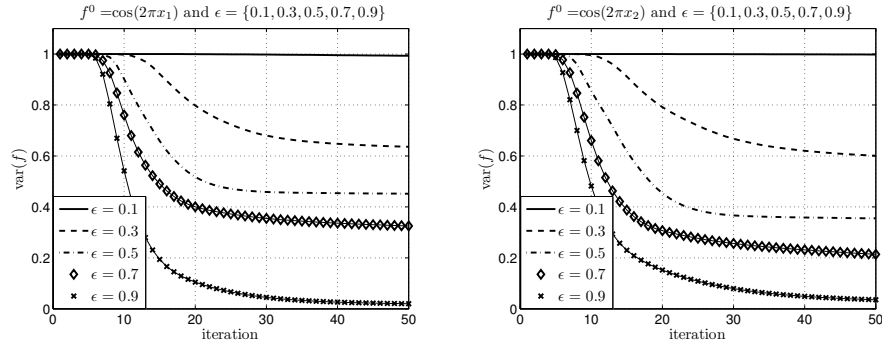 f⁰ =cos(2πx₁) and ϵ = {0.1, 0.3, 0.5, 0.7, 0.9}
1
0.8
0.6
0.4
0.2
0
var(f)
ϵ = 0.1
ϵ = 0.3
ϵ = 0.5
ϵ = 0.7
ϵ = 0.9
0 10 20 30 40 50
iteration
f⁰ =cos(2πx₂) and ϵ = {0.1, 0.3, 0.5, 0.7, 0.9}
1
0.8
0.6
0.4
0.2
0
var(f)
ϵ = 0.1
ϵ = 0.3
ϵ = 0.5
ϵ = 0.7
ϵ = 0.9
0 10 20 30 40 50
iteration